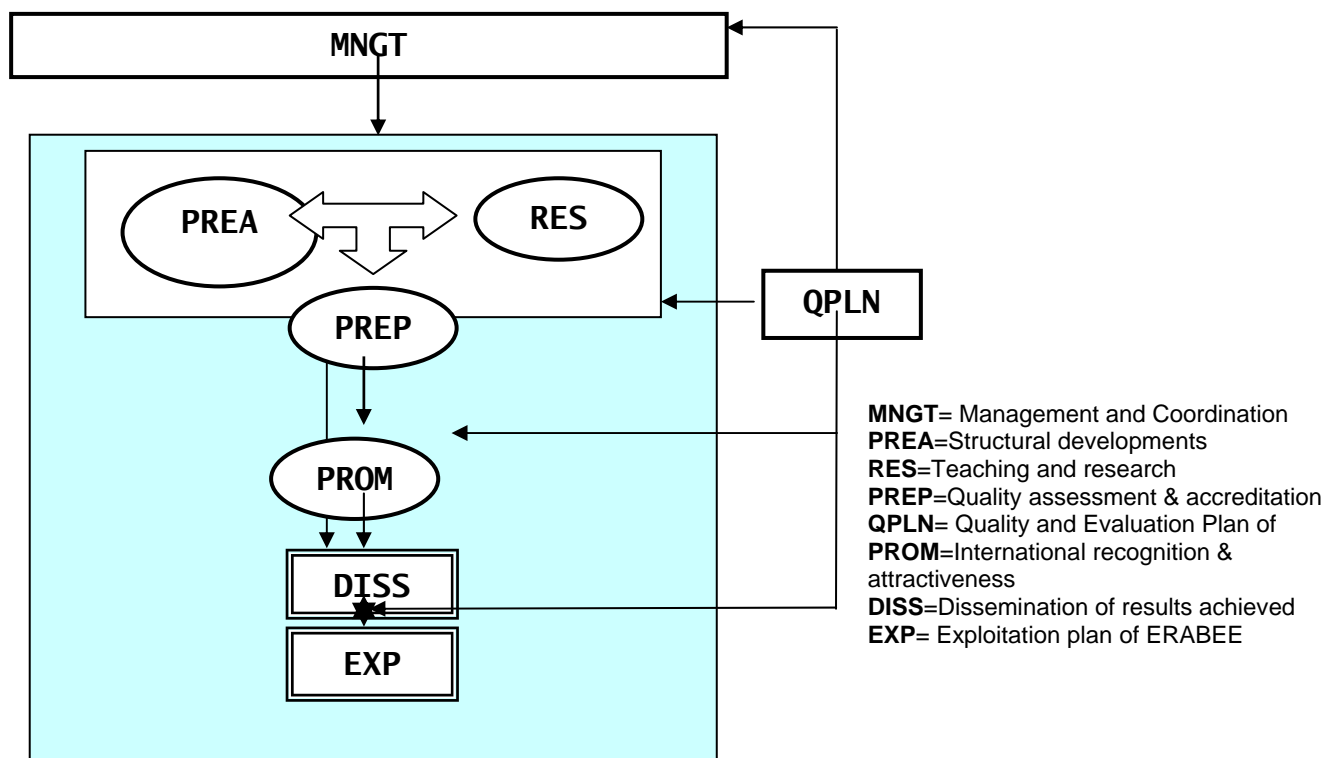 MNGT
PREA
RES
QPLN
PREP
PROM
DISS
EXP
MNGT= Management and Coordination
PREA=Structural developments
RES=Teaching and research
PREP=Quality assessment & accreditation
QPLN= Quality and Evaluation Plan of
PROM=International recognition &
attractiveness
DISS=Dissemination of results achieved
EXP= Exploitation plan of ERABEE